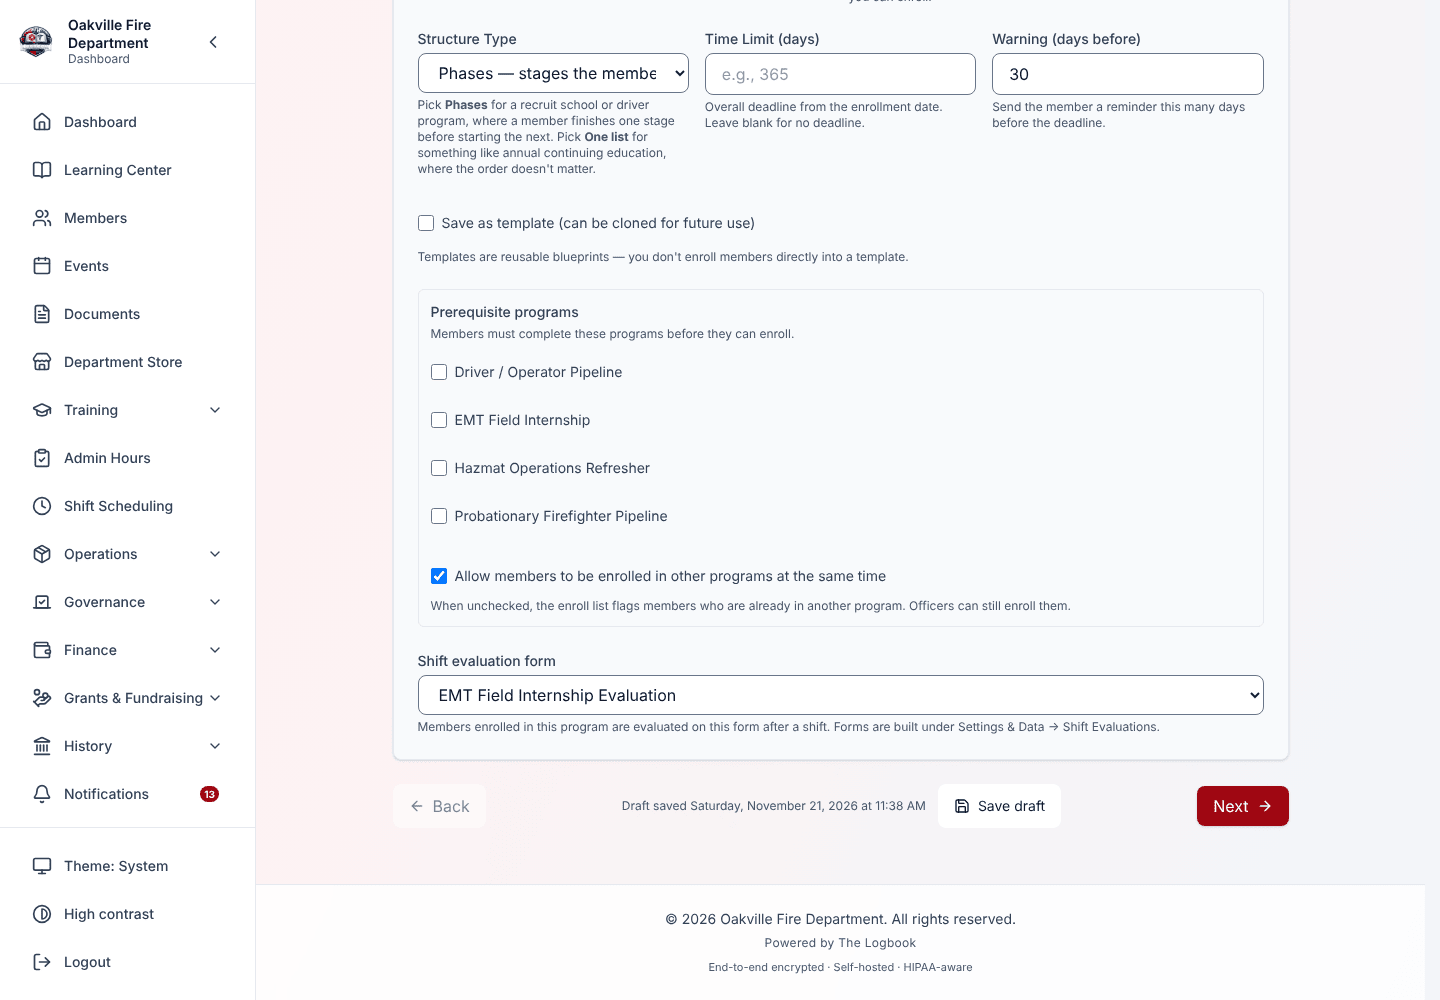 Oakville Fire
Department
Dashboard
Dashboard
Learning Center
Members
Events
Documents
Department Store
Training
Admin Hours
Shift Scheduling
Operations
Governance
Finance
Grants & Fundraising
History
Notifications 13
Theme: System
High contrast
Logout
Structure Type
Phases — stages the membe
Pick Phases for a recruit school or driver
program, where a member finishes one stage
before starting the next. Pick One list for
something like annual continuing education,
where the order doesn't matter.
Time Limit (days)
e.g., 365
Overall deadline from the enrollment date.
Leave blank for no deadline.
Warning (days before)
30
Send the member a reminder this many days
before the deadline.
Save as template (can be cloned for future use)
Templates are reusable blueprints — you don't enroll members directly into a template.
Prerequisite programs
Members must complete these programs before they can enroll.
Driver / Operator Pipeline
EMT Field Internship
Hazmat Operations Refresher
Probationary Firefighter Pipeline
Allow members to be enrolled in other programs at the same time
When unchecked, the enroll list flags members who are already in another program. Officers can still enroll them.
Shift evaluation form
EMT Field Internship Evaluation
Members enrolled in this program are evaluated on this form after a shift. Forms are built under Settings & Data → Shift Evaluations.
← Back
Draft saved Saturday, November 21, 2026 at 11:38 AM
Save draft
Next →
© 2026 Oakville Fire Department. All rights reserved.
Powered by The Logbook
End-to-end encrypted · Self-hosted · HIPAA-aware